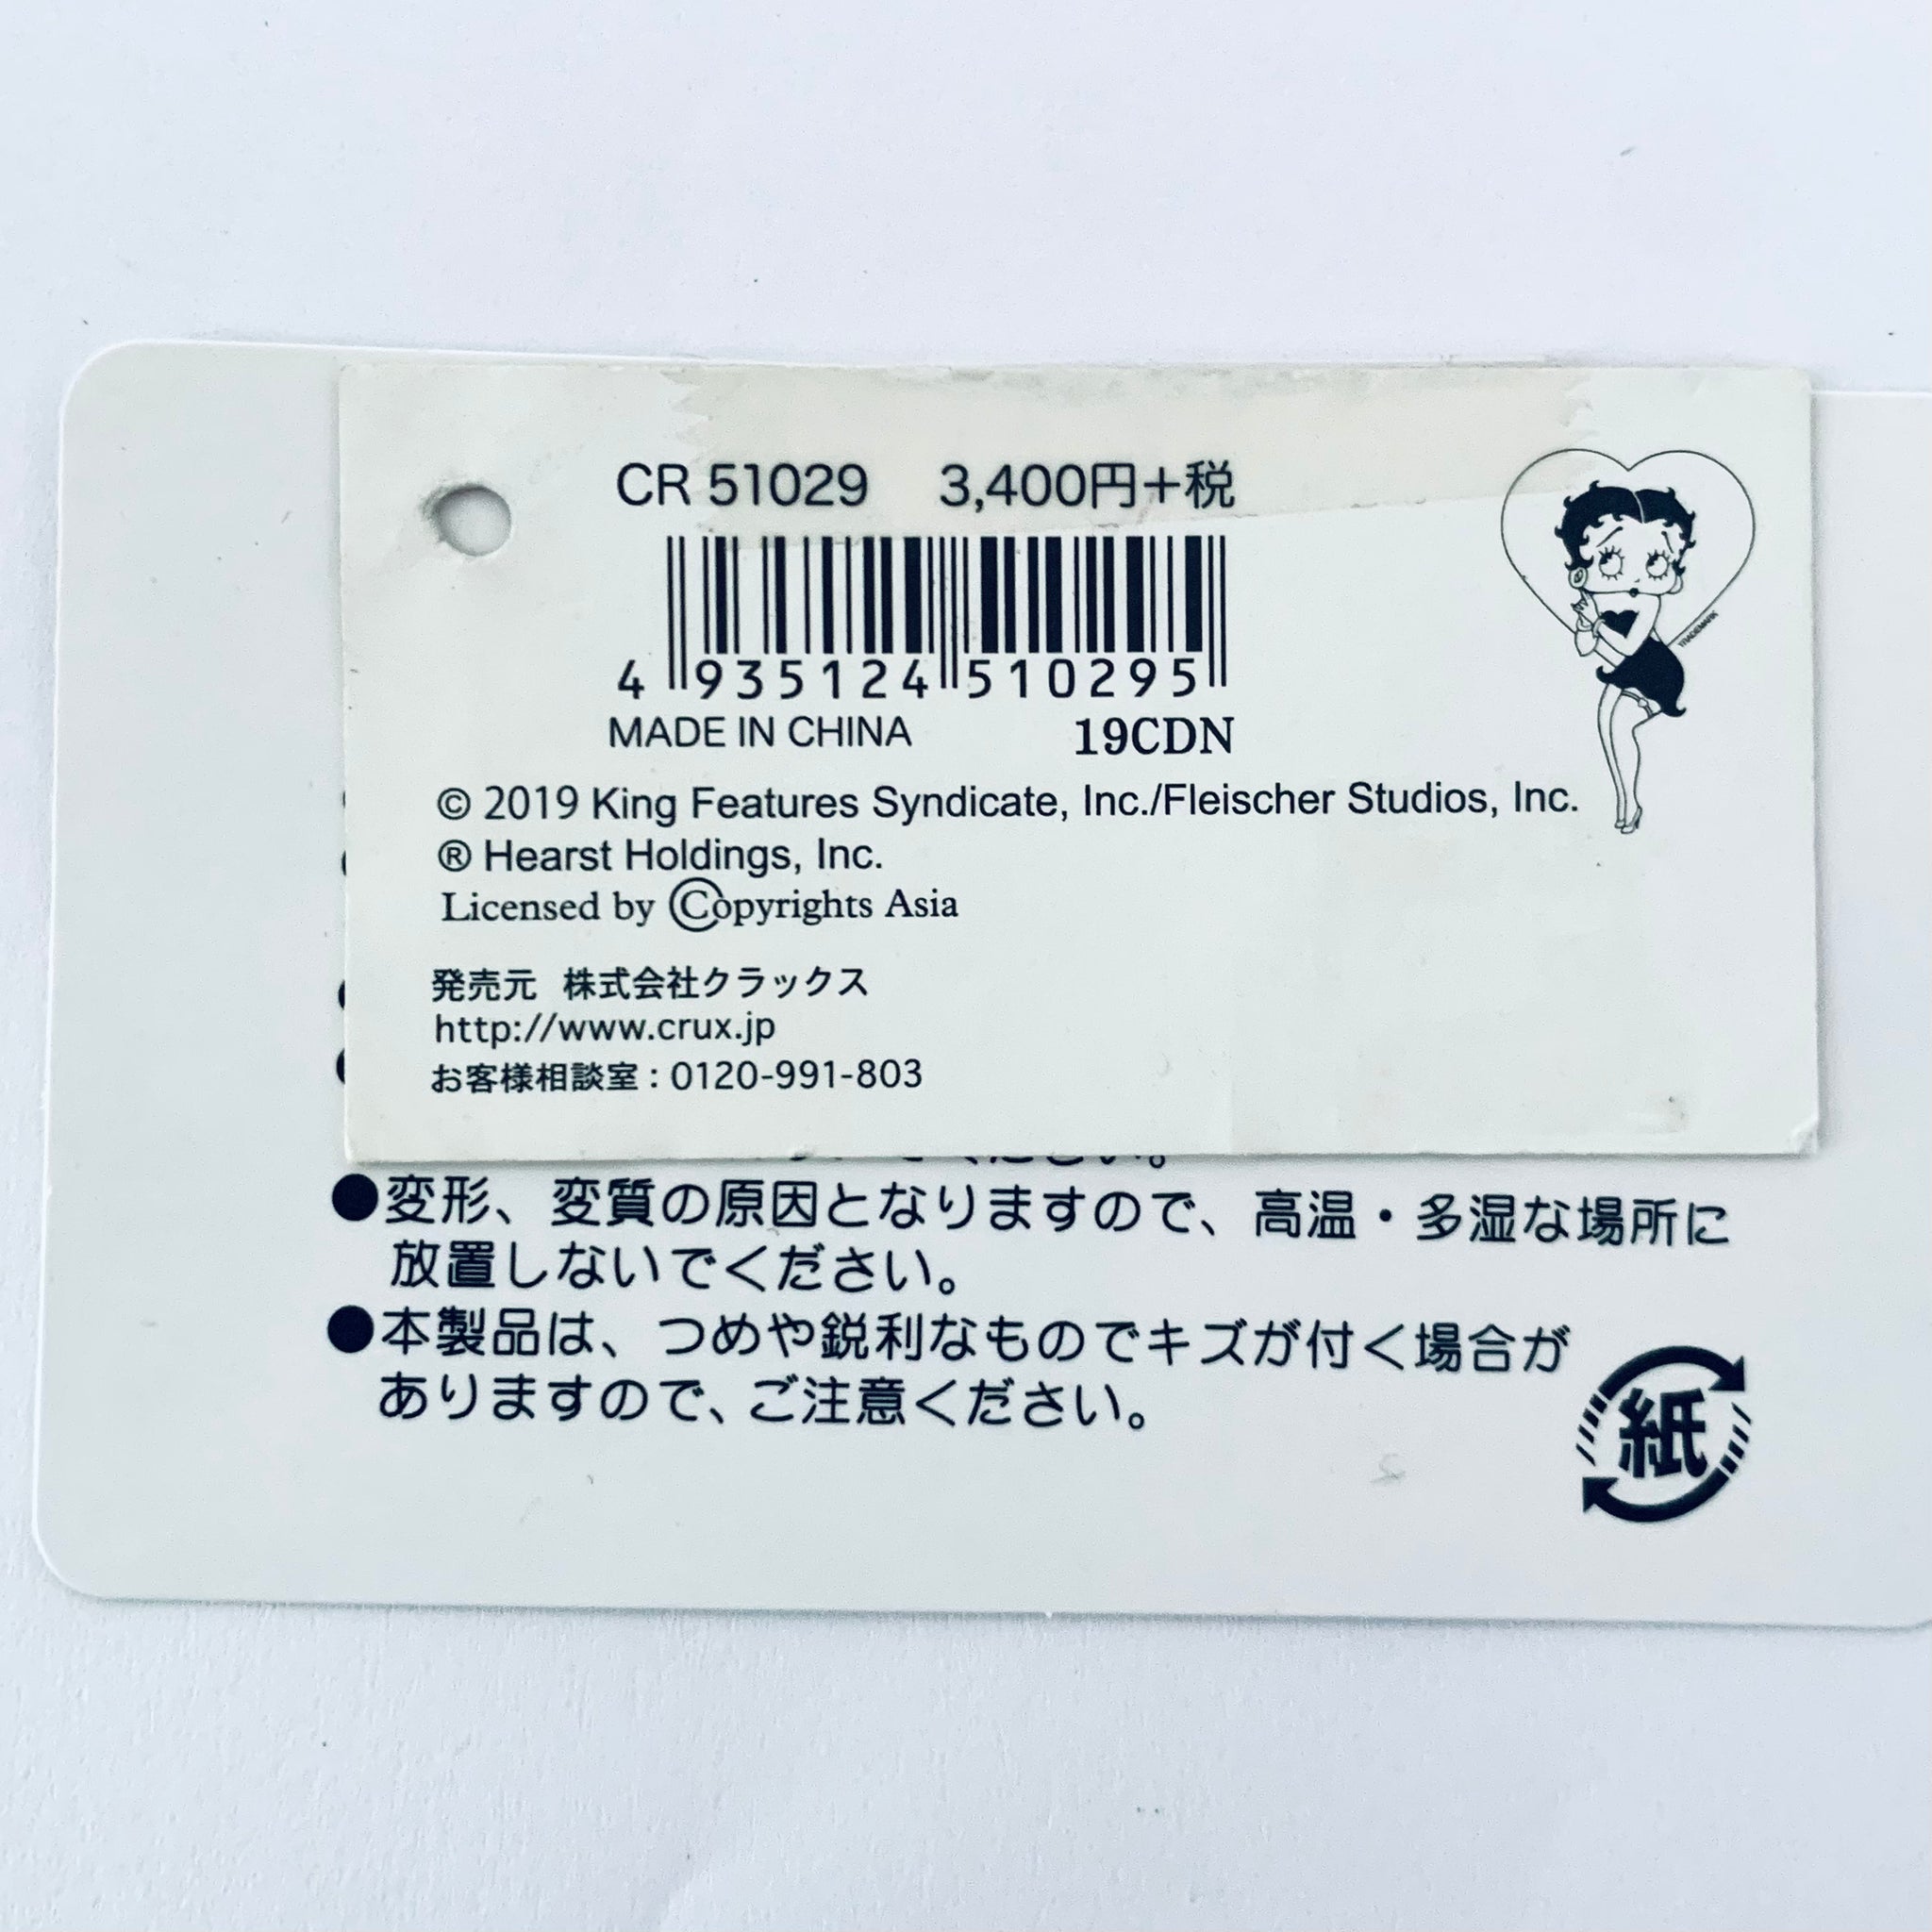 CR 51029 3,400円+税
4 935124 510295
MADE IN CHINA 19CDN
© 2019 King Features Syndicate, Inc./Fleischer Studios, Inc.
® Hearst Holdings, Inc.
Licensed by Copyrights Asia
TRADEMARK
発売元 株式会社クラックス
http://www.crux.jp
お客様相談室：0120-991-803
●変形、変質の原因となりますので、高温・多湿な場所に
放置しないでください。
●本製品は、つめや鋭利なものでキズが付く場合が
ありますので、ご注意ください。
紙